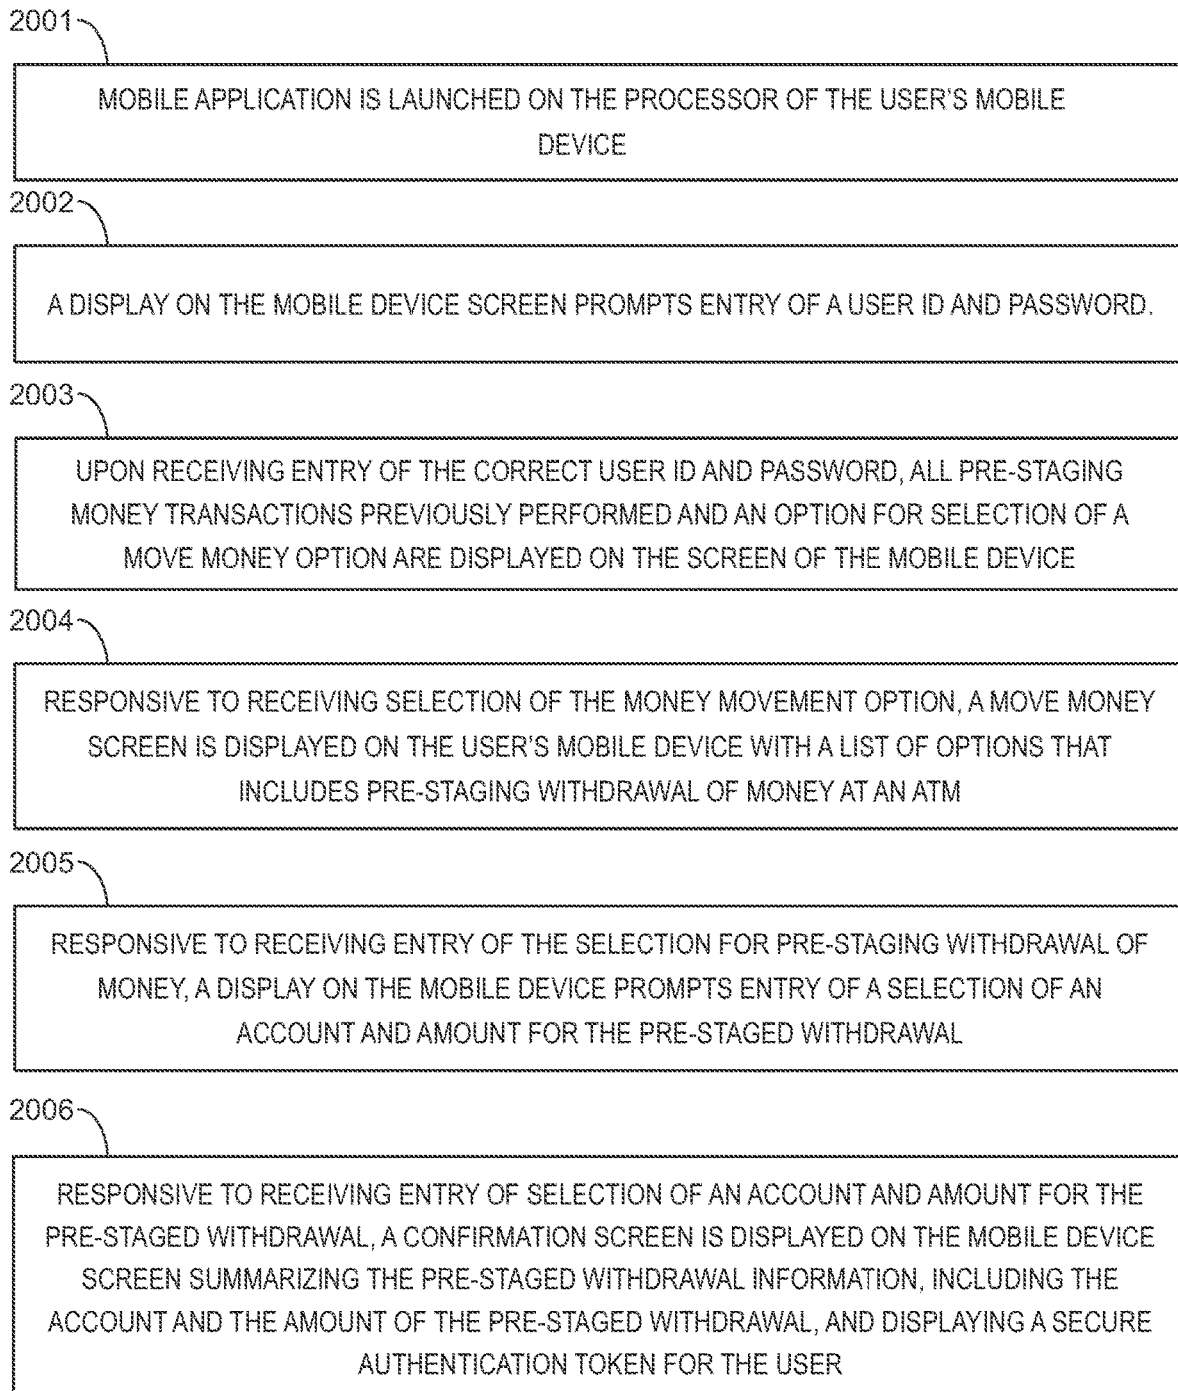 2001
MOBILE APPLICATION IS LAUNCHED ON THE PROCESSOR OF THE USER'S MOBILE
DEVICE
2002
A DISPLAY ON THE MOBILE DEVICE SCREEN PROMPTS ENTRY OF A USER ID AND PASSWORD.
2003
UPON RECEIVING ENTRY OF THE CORRECT USER ID AND PASSWORD, ALL PRE-STAGING
MONEY TRANSACTIONS PREVIOUSLY PERFORMED AND AN OPTION FOR SELECTION OF A
MOVE MONEY OPTION ARE DISPLAYED ON THE SCREEN OF THE MOBILE DEVICE
2004
RESPONSIVE TO RECEIVING SELECTION OF THE MONEY MOVEMENT OPTION, A MOVE MONEY
SCREEN IS DISPLAYED ON THE USER'S MOBILE DEVICE WITH A LIST OF OPTIONS THAT
INCLUDES PRE-STAGING WITHDRAWAL OF MONEY AT AN ATM
2005
RESPONSIVE TO RECEIVING ENTRY OF THE SELECTION FOR PRE-STAGING WITHDRAWAL OF
MONEY, A DISPLAY ON THE MOBILE DEVICE PROMPTS ENTRY OF A SELECTION OF AN
ACCOUNT AND AMOUNT FOR THE PRE-STAGED WITHDRAWAL
2006
RESPONSIVE TO RECEIVING ENTRY OF SELECTION OF AN ACCOUNT AND AMOUNT FOR THE
PRE-STAGED WITHDRAWAL, A CONFIRMATION SCREEN IS DISPLAYED ON THE MOBILE DEVICE
SCREEN SUMMARIZING THE PRE-STAGED WITHDRAWAL INFORMATION, INCLUDING THE
ACCOUNT AND THE AMOUNT OF THE PRE-STAGED WITHDRAWAL, AND DISPLAYING A SECURE
AUTHENTICATION TOKEN FOR THE USER